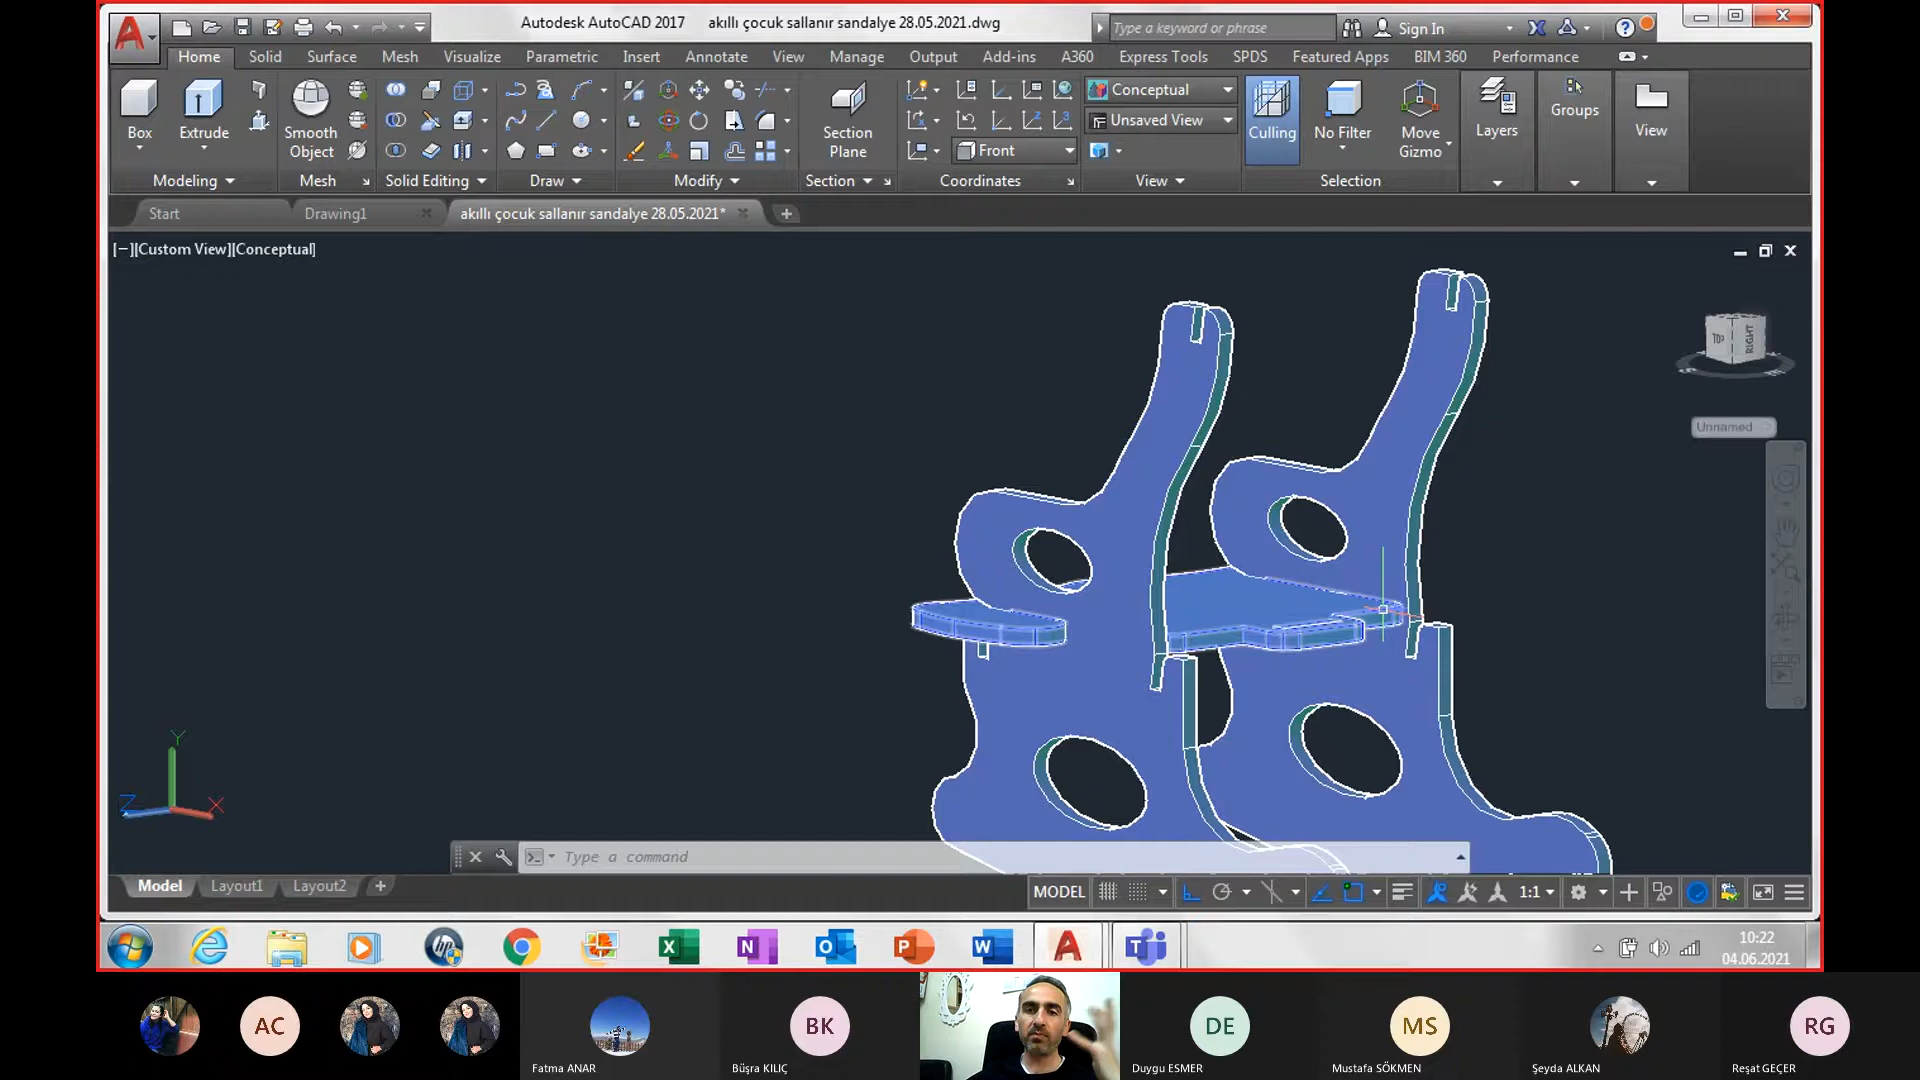 Autodesk AutoCAD 2017 akıllı çocuk sallanır sandalye 28.05.2021.dwg
Type a keyword or phrase
Sign In
Home Solid Surface Mesh Visualize Parametric Annotate Insert View Manage Output Add-ins A360 Express Tools SPDS Featured Apps BIM 360 Performance
Box
Extrude
Smooth
Object
Section
Plane
Conceptual
Unsaved View
Front
Culling
No Filter
Move
Gizmo
Layers
Groups
View
Modeling
Mesh
Solid Editing
Draw
Modify
Section
Coordinates
View
Selection
Start
Drawing1
akıllı çocuk sallanır sandalye 28.05.2021*
[−][Custom View][Conceptual]
TOP
RIGHT
Unnamed
Y
Z
X
Type a command
Model
Layout1
Layout2
MODEL
1:1
10:22
04.06.2021
AC
BK
DE
MS
RG
Fatma ANAR
Büşra KILIÇ
Duygu ESMER
Mustafa SÖKMEN
Şeyda ALKAN
Reşat GEÇER